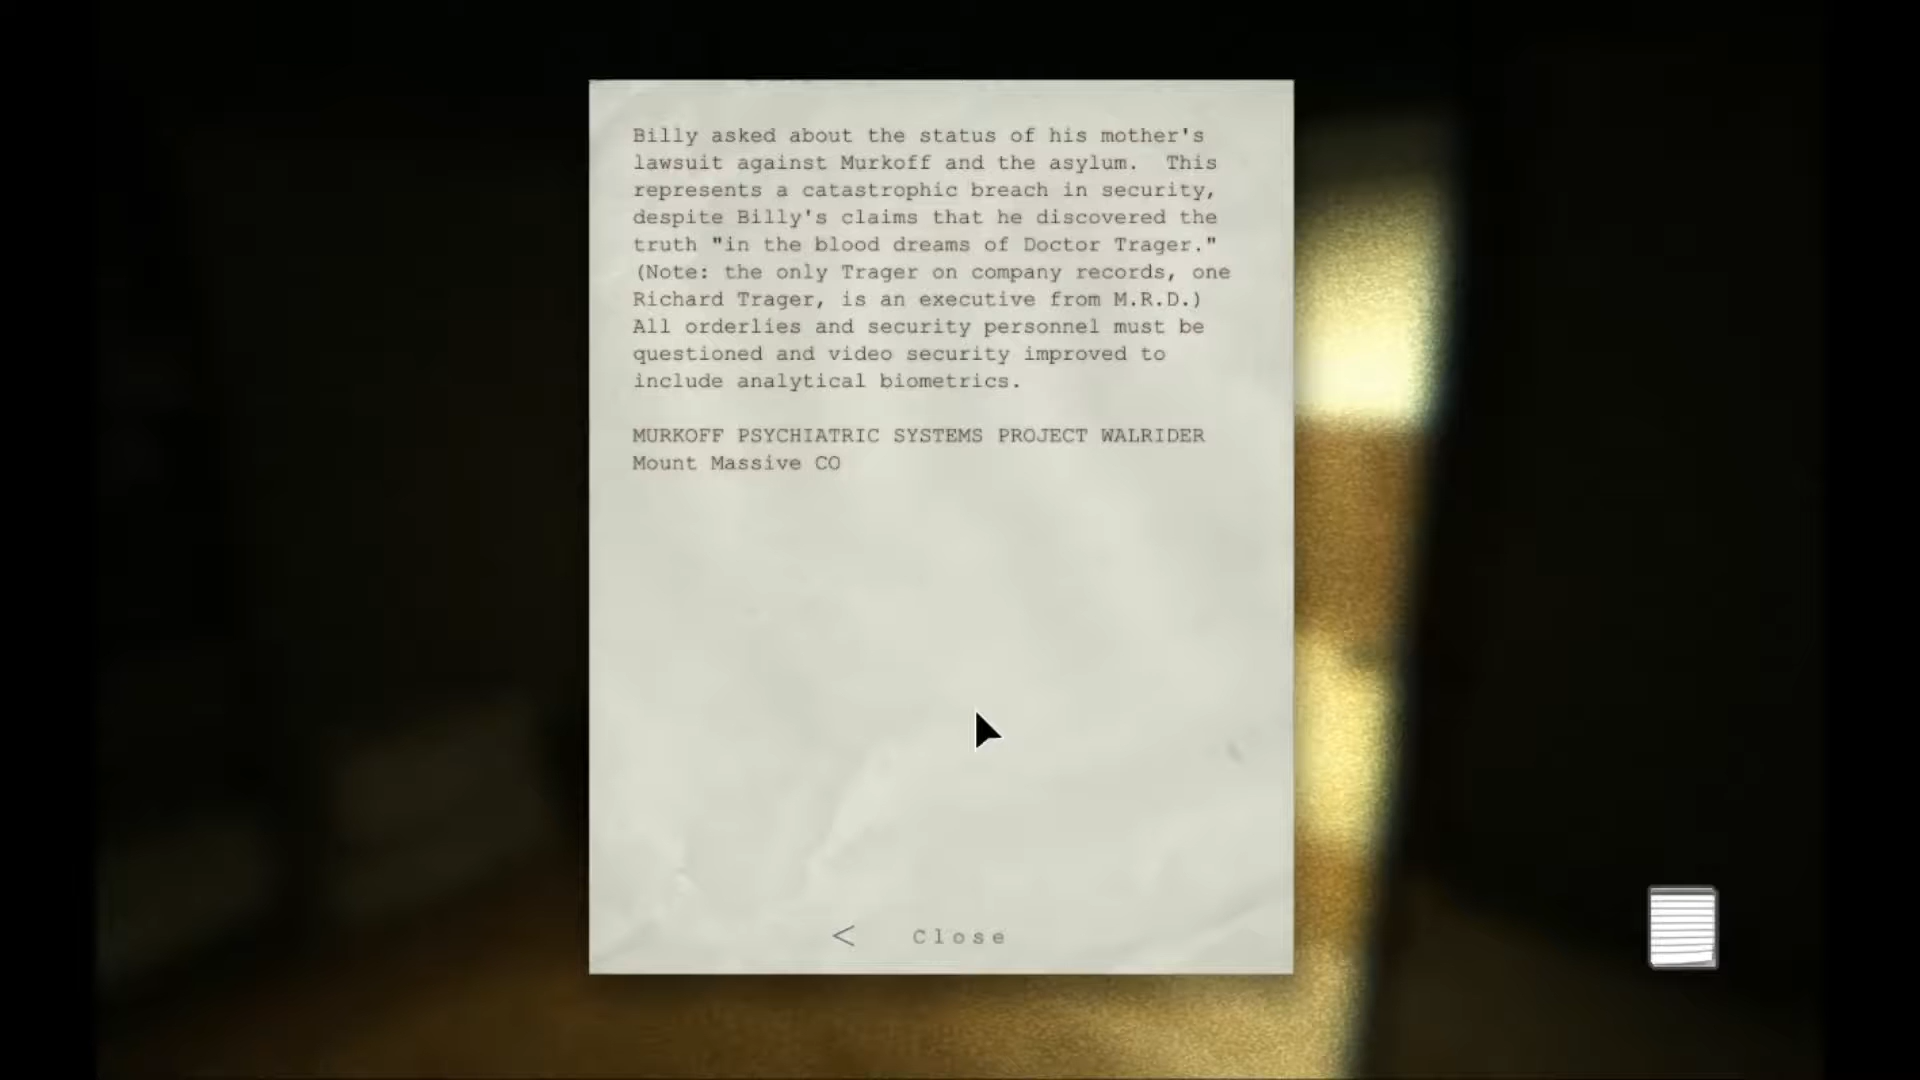 Billy asked about the status of his mother's
lawsuit against Murkoff and the asylum.  This
represents a catastrophic breach in security,
despite Billy's claims that he discovered the
truth "in the blood dreams of Doctor Trager."
(Note: the only Trager on company records, one
Richard Trager, is an executive from M.R.D.)
All orderlies and security personnel must be
questioned and video security improved to
include analytical biometrics.
MURKOFF PSYCHIATRIC SYSTEMS PROJECT WALRIDER
Mount Massive CO
< Close